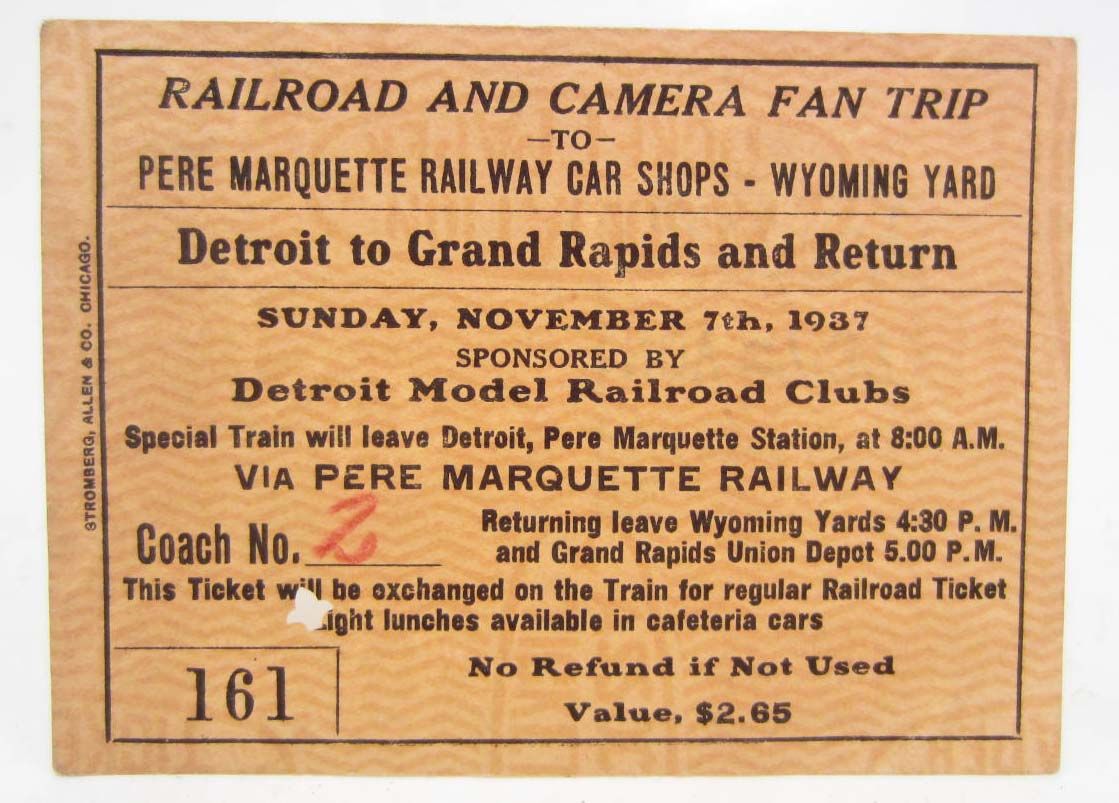 RAILROAD AND CAMERA FAN TRIP
—TO—
PERE MARQUETTE RAILWAY CAR SHOPS - WYOMING YARD
Detroit to Grand Rapids and Return
SUNDAY, NOVEMBER 7th, 1937
SPONSORED BY
Detroit Model Railroad Clubs
Special Train will leave Detroit, Pere Marquette Station, at 8:00 A.M.
VIA PERE MARQUETTE RAILWAY
Coach No. 2
Returning leave Wyoming Yards 4:30 P. M.
and Grand Rapids Union Depot 5.00 P.M.
This Ticket will be exchanged on the Train for regular Railroad Ticket
Light lunches available in cafeteria cars
161
No Refund if Not Used
Value, $2.65
STROMBERG, ALLEN & CO. CHICAGO.